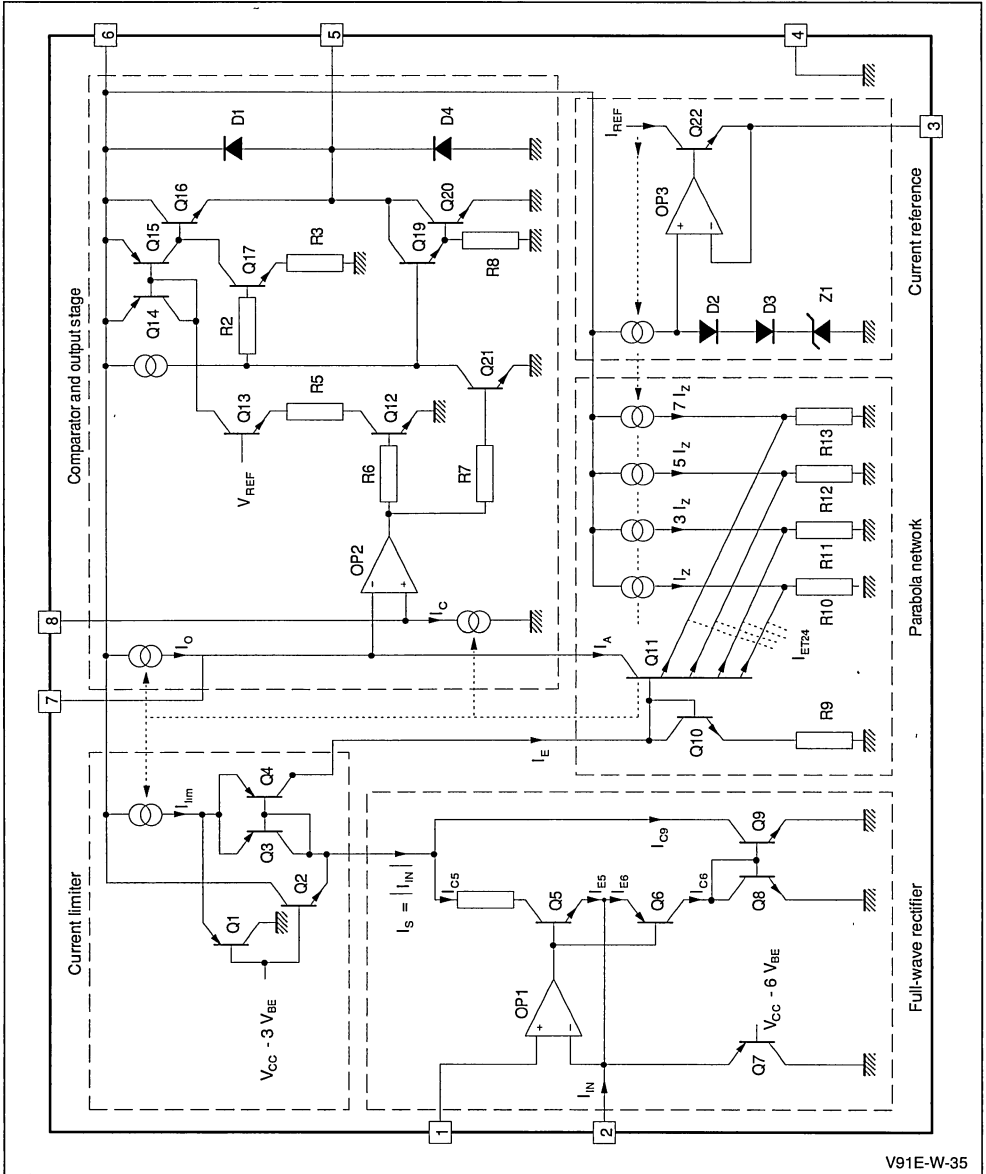 6
5
4
Comparator and output stage
D1
D4
Q16
Q15
Q14
Q17
R3
R2
Q20
Q19
R8
Q21
Q13
R5
Q12
V_REF
R6
R7
OP2
-
+
I_C
8
I_O
7
I_REF
Q22
OP3
+
-
D2
D3
Z1
3
Current reference
7 I_Z
5 I_Z
3 I_Z
I_Z
R13
R12
R11
R10
I_ET24
I_A
Q11
Q10
R9
Parabola network
I_E
Current limiter
I_lim
Q4
Q3
Q2
Q1
V_CC - 3 V_BE
I_S = |I_IN|
I_C5
I_C9
Q5
I_E5
I_E6
Q6
I_C6
Q9
Q8
OP1
+
-
V_CC - 6 V_BE
Q7
I_IN
1
2
Full-wave rectifier
V91E-W-35